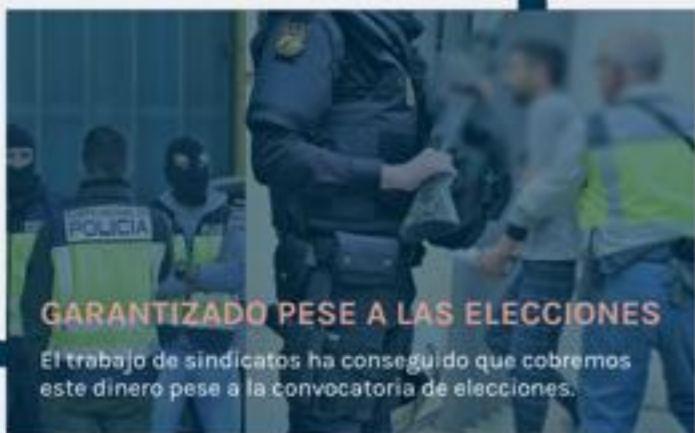 POLICÍA
GARANTIZADO PESE A LAS ELECCIONES
El trabajo de sindicatos ha conseguido que cobremos
este dinero pese a la convocatoria de elecciones.